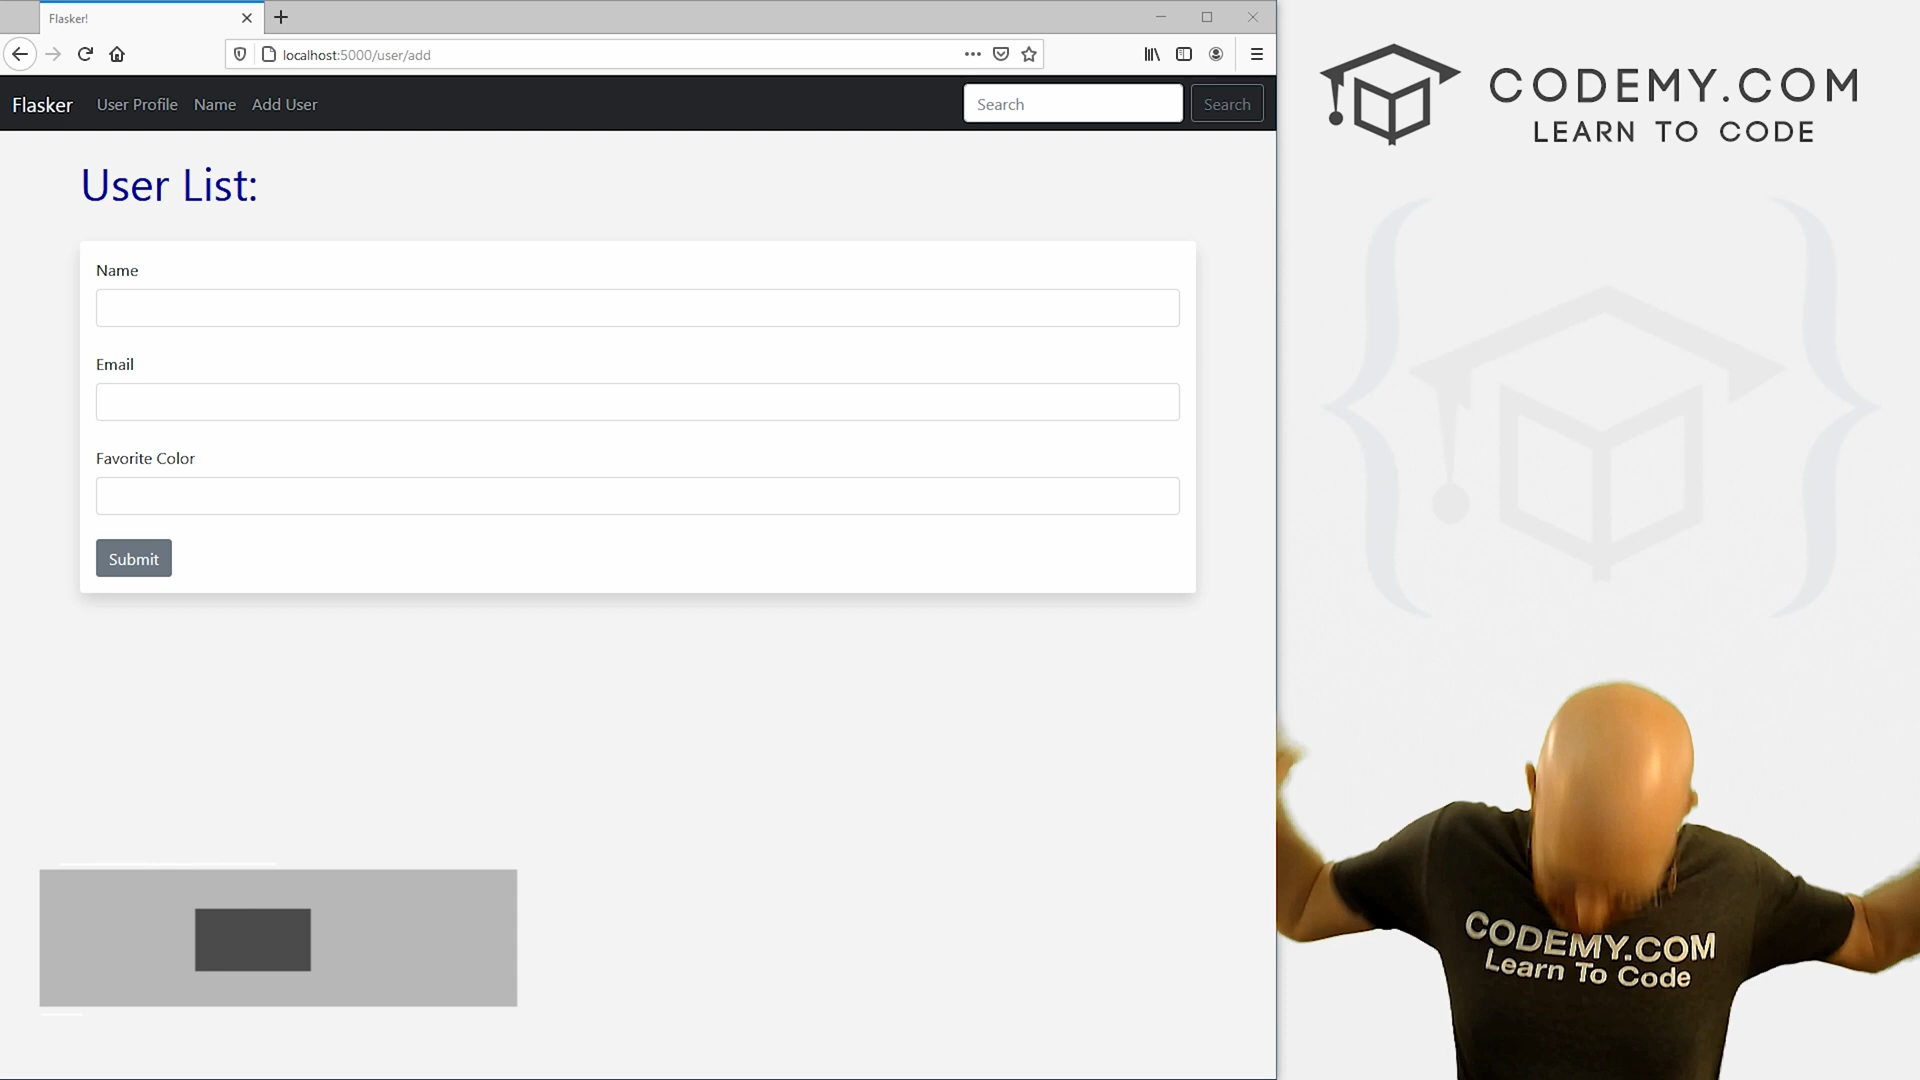 Flasker!
localhost:5000/user/add
Flasker User Profile Name Add User
Search Search
User List:
Name
Email
Favorite Color
Submit
CODEMY.COM
LEARN TO CODE
CODEMY.COM
Learn To Code